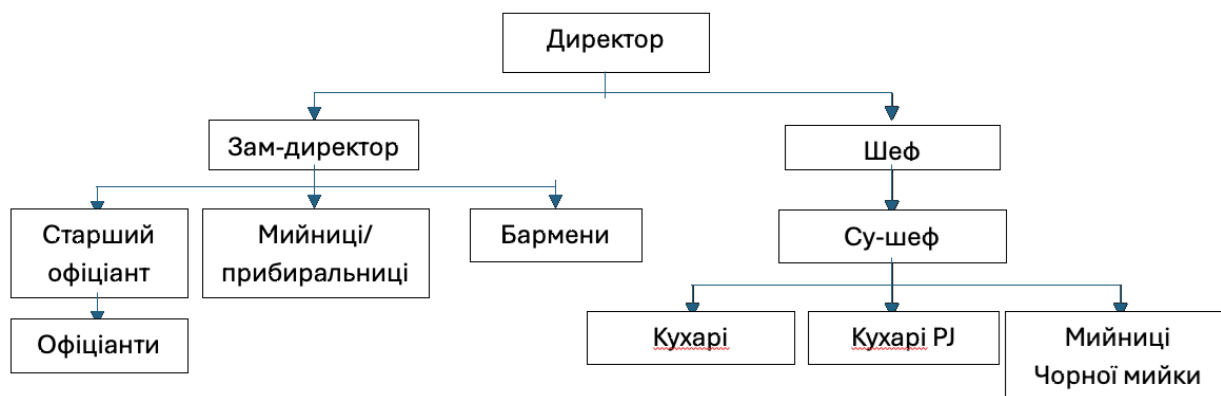 Директор
Зам-директор
Шеф
Старший
офіціант
Мийниці/
прибиральниці
Бармени
Су-шеф
Офіціанти
Кухарі
Кухарі PJ
Мийниці
Чорної мийки